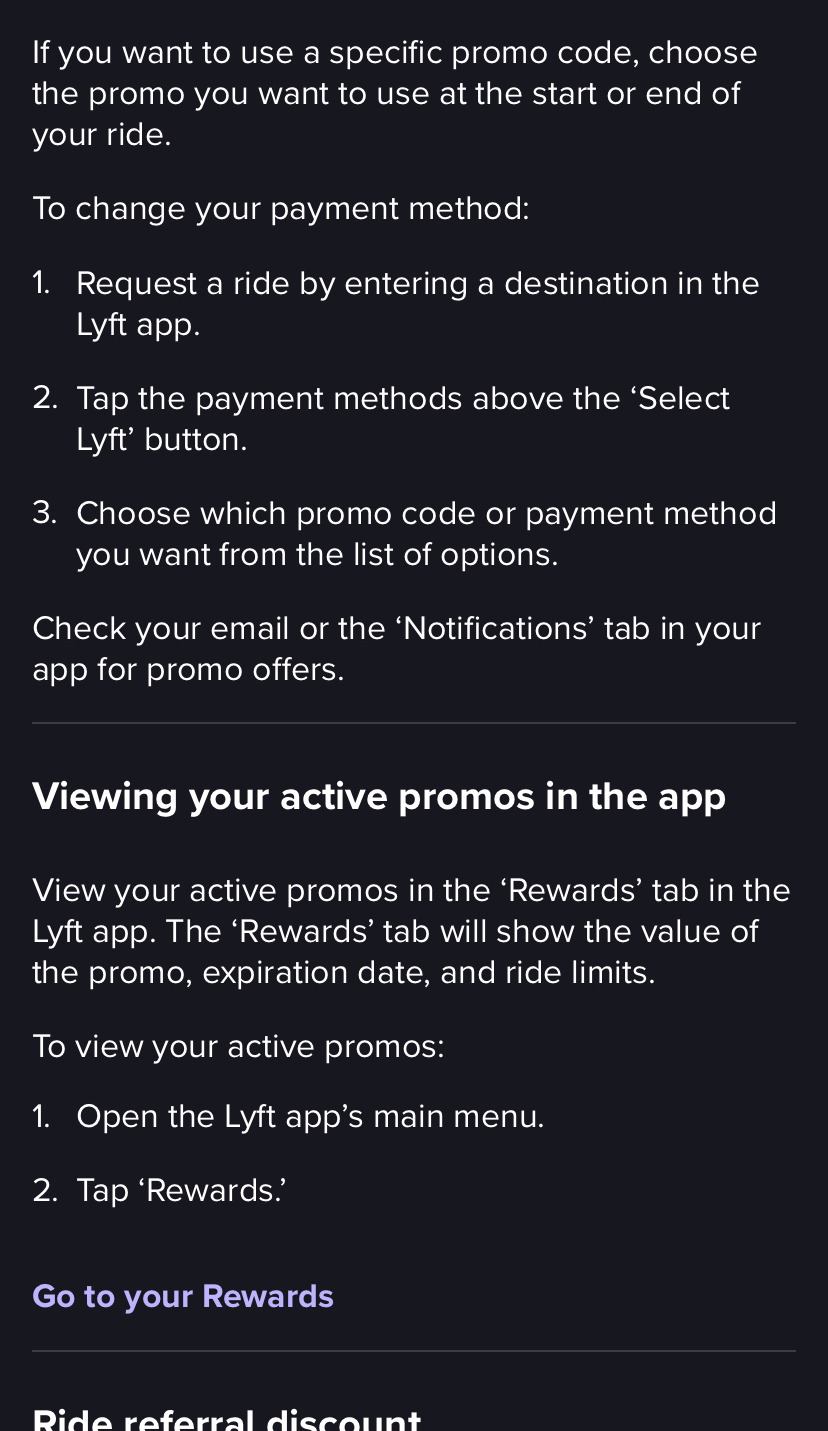 If you want to use a specific promo code, choose
the promo you want to use at the start or end of
your ride.
To change your payment method:
1. Request a ride by entering a destination in the
Lyft app.
2. Tap the payment methods above the ‘Select
Lyft’ button.
3. Choose which promo code or payment method
you want from the list of options.
Check your email or the ‘Notifications’ tab in your
app for promo offers.
Viewing your active promos in the app
View your active promos in the ‘Rewards’ tab in the
Lyft app. The ‘Rewards’ tab will show the value of
the promo, expiration date, and ride limits.
To view your active promos:
1. Open the Lyft app’s main menu.
2. Tap ‘Rewards.’
Go to your Rewards
Ride referral discount